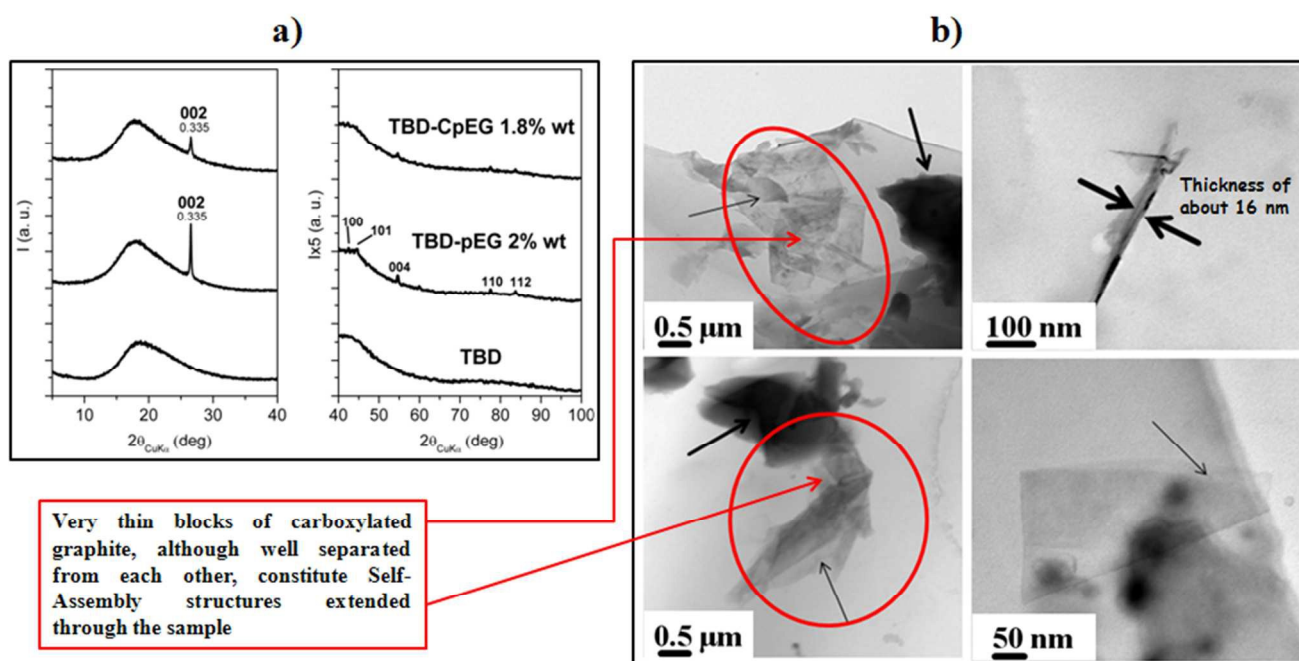 a)
b)
002
0.335
002
0.335
I (a. u.)
10 20 30 40
2θCuKα (deg)
TBD-CpEG 1.8% wt
100
101
TBD-pEG 2% wt
004
110
112
TBD
Ix5 (a. u.)
40 50 60 70 80 90 100
2θCuKα (deg)
0.5 µm
Thickness of
about 16 nm
100 nm
0.5 µm
50 nm
Very thin blocks of carboxylated
graphite, although well separated
from each other, constitute Self-
Assembly structures extended
through the sample